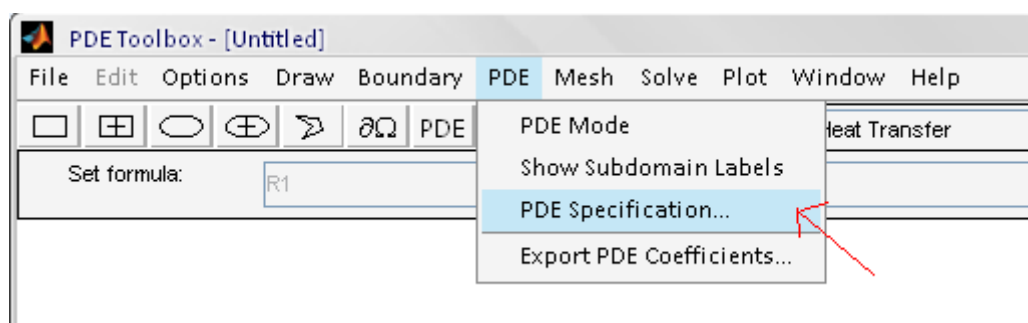 PDE Toolbox - [Untitled]
File Edit Options Draw Boundary PDE Mesh Solve Plot Window Help
∂Ω PDE
Heat Transfer
Set formula: R1
PDE Mode
Show Subdomain Labels
PDE Specification...
Export PDE Coefficients...